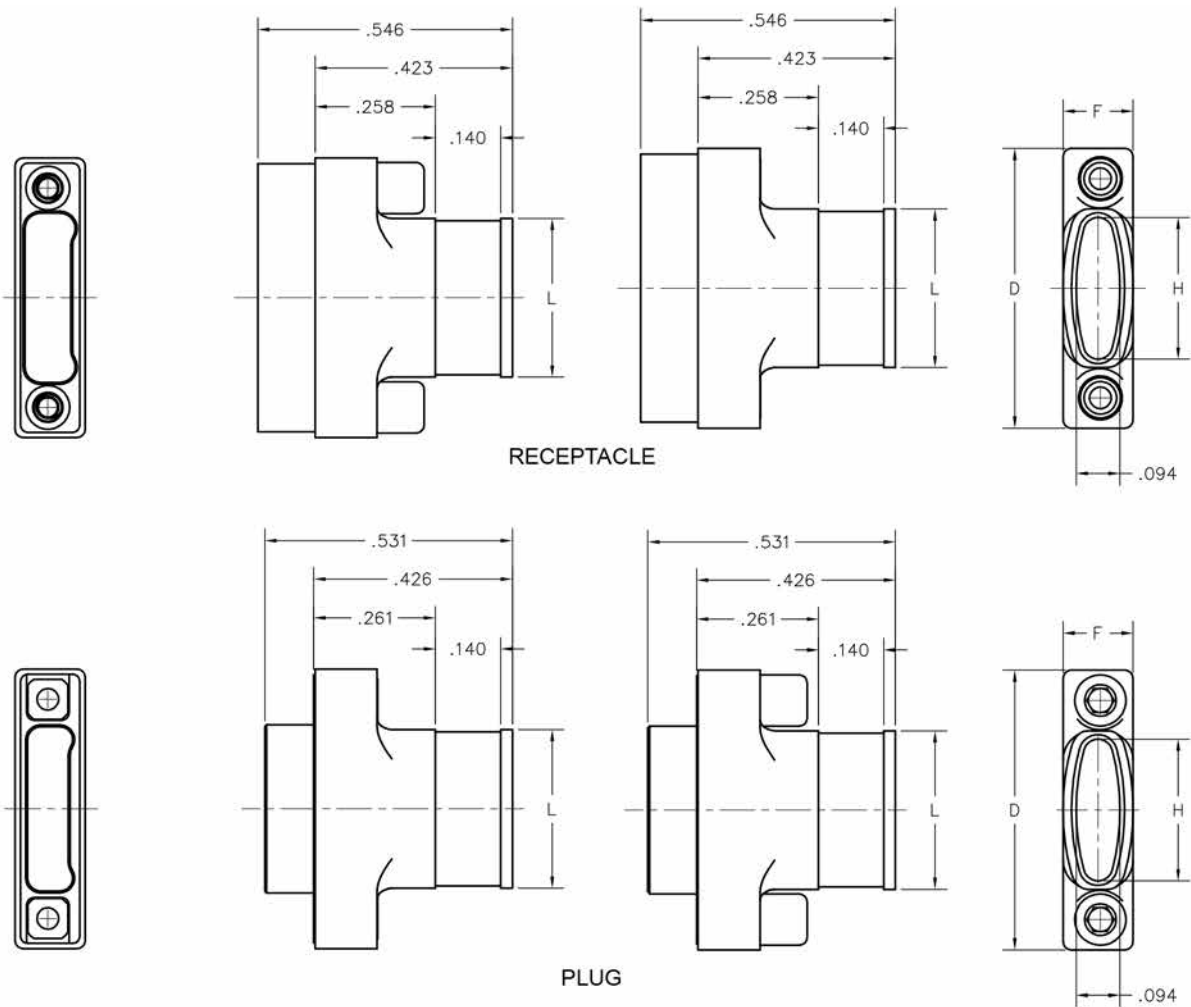 .546
.546
.423
.423
.258
.258
F
.140
.140
L
L
D
H
RECEPTACLE
.094
.531
.531
.426
.426
.261
.261
F
.140
.140
L
L
D
H
PLUG
.094